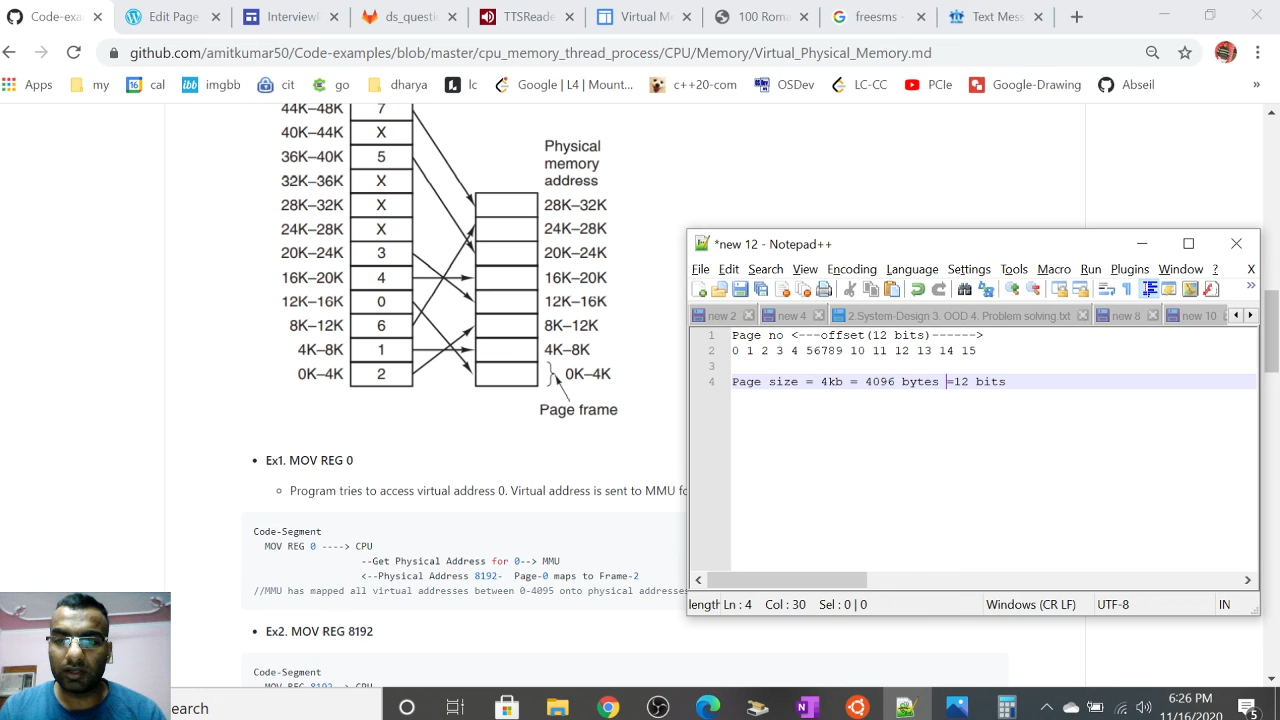 Code-exa
Edit Page
Interviewi
ds_questi
TTSReade
Virtual M
100 Roma
freesms -
Text Mess
github.com/amitkumar50/Code-examples/blob/master/cpu_memory_thread_process/CPU/Memory/Virtual_Physical_Memory.md
Apps
my
cal
imgbb
cit
go
dharya
lc
Google | L4 | Mount...
c++20-com
OSDev
LC-CC
PCIe
Google-Drawing
Abseil
»
44K–48K 7
40K–44K X
36K–40K 5
32K–36K X
28K–32K X
24K–28K X
20K–24K 3
16K–20K 4
12K–16K 0
8K–12K 6
4K–8K 1
0K–4K 2
Physical
memory
address
28K–32K
24K–28K
20K–24K
16K–20K
12K–16K
8K–12K
4K–8K
0K–4K
Page frame
Ex1. MOV REG 0
Program tries to access virtual address 0. Virtual address is sent to MMU fo
Code-Segment
MOV REG 0 ----> CPU
--Get Physical Address for 0--> MMU
<--Physical Address 8192- Page-0 maps to Frame-2
//MMU has mapped all virtual addresses between 0-4095 onto physical addresses
Ex2. MOV REG 8192
Code-Segment
MOV REG 8192 --> CPU
*new 12 - Notepad++
File Edit Search View Encoding Language Settings Tools Macro Run Plugins Window ? X
new 2
new 4
2.System-Design 3. OOD 4. Problem solving.txt
new 8
new 10
1 Page no <---offset(12 bits)------>
2 0 1 2 3 4 56789 10 11 12 13 14 15
3
4 Page size = 4kb = 4096 bytes =12 bits
length Ln : 4 Col : 30 Sel : 0 | 0 Windows (CR LF) UTF-8 IN
earch
6:26 PM
11/16/2020
5